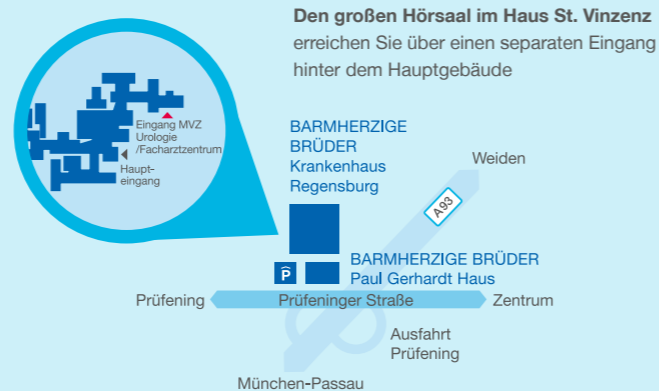 Den großen Hörsaal im Haus St. Vinzenz
erreichen Sie über einen separaten Eingang
hinter dem Hauptgebäude
Eingang MVZ
Urologie
/Facharztzentrum
Haupt-
eingang
BARMHERZIGE
BRÜDER
Krankenhaus
Regensburg
Weiden
A93
BARMHERZIGE BRÜDER
Paul Gerhardt Haus
P
Prüfening
Prüfeninger Straße
Zentrum
Ausfahrt
Prüfening
München-Passau